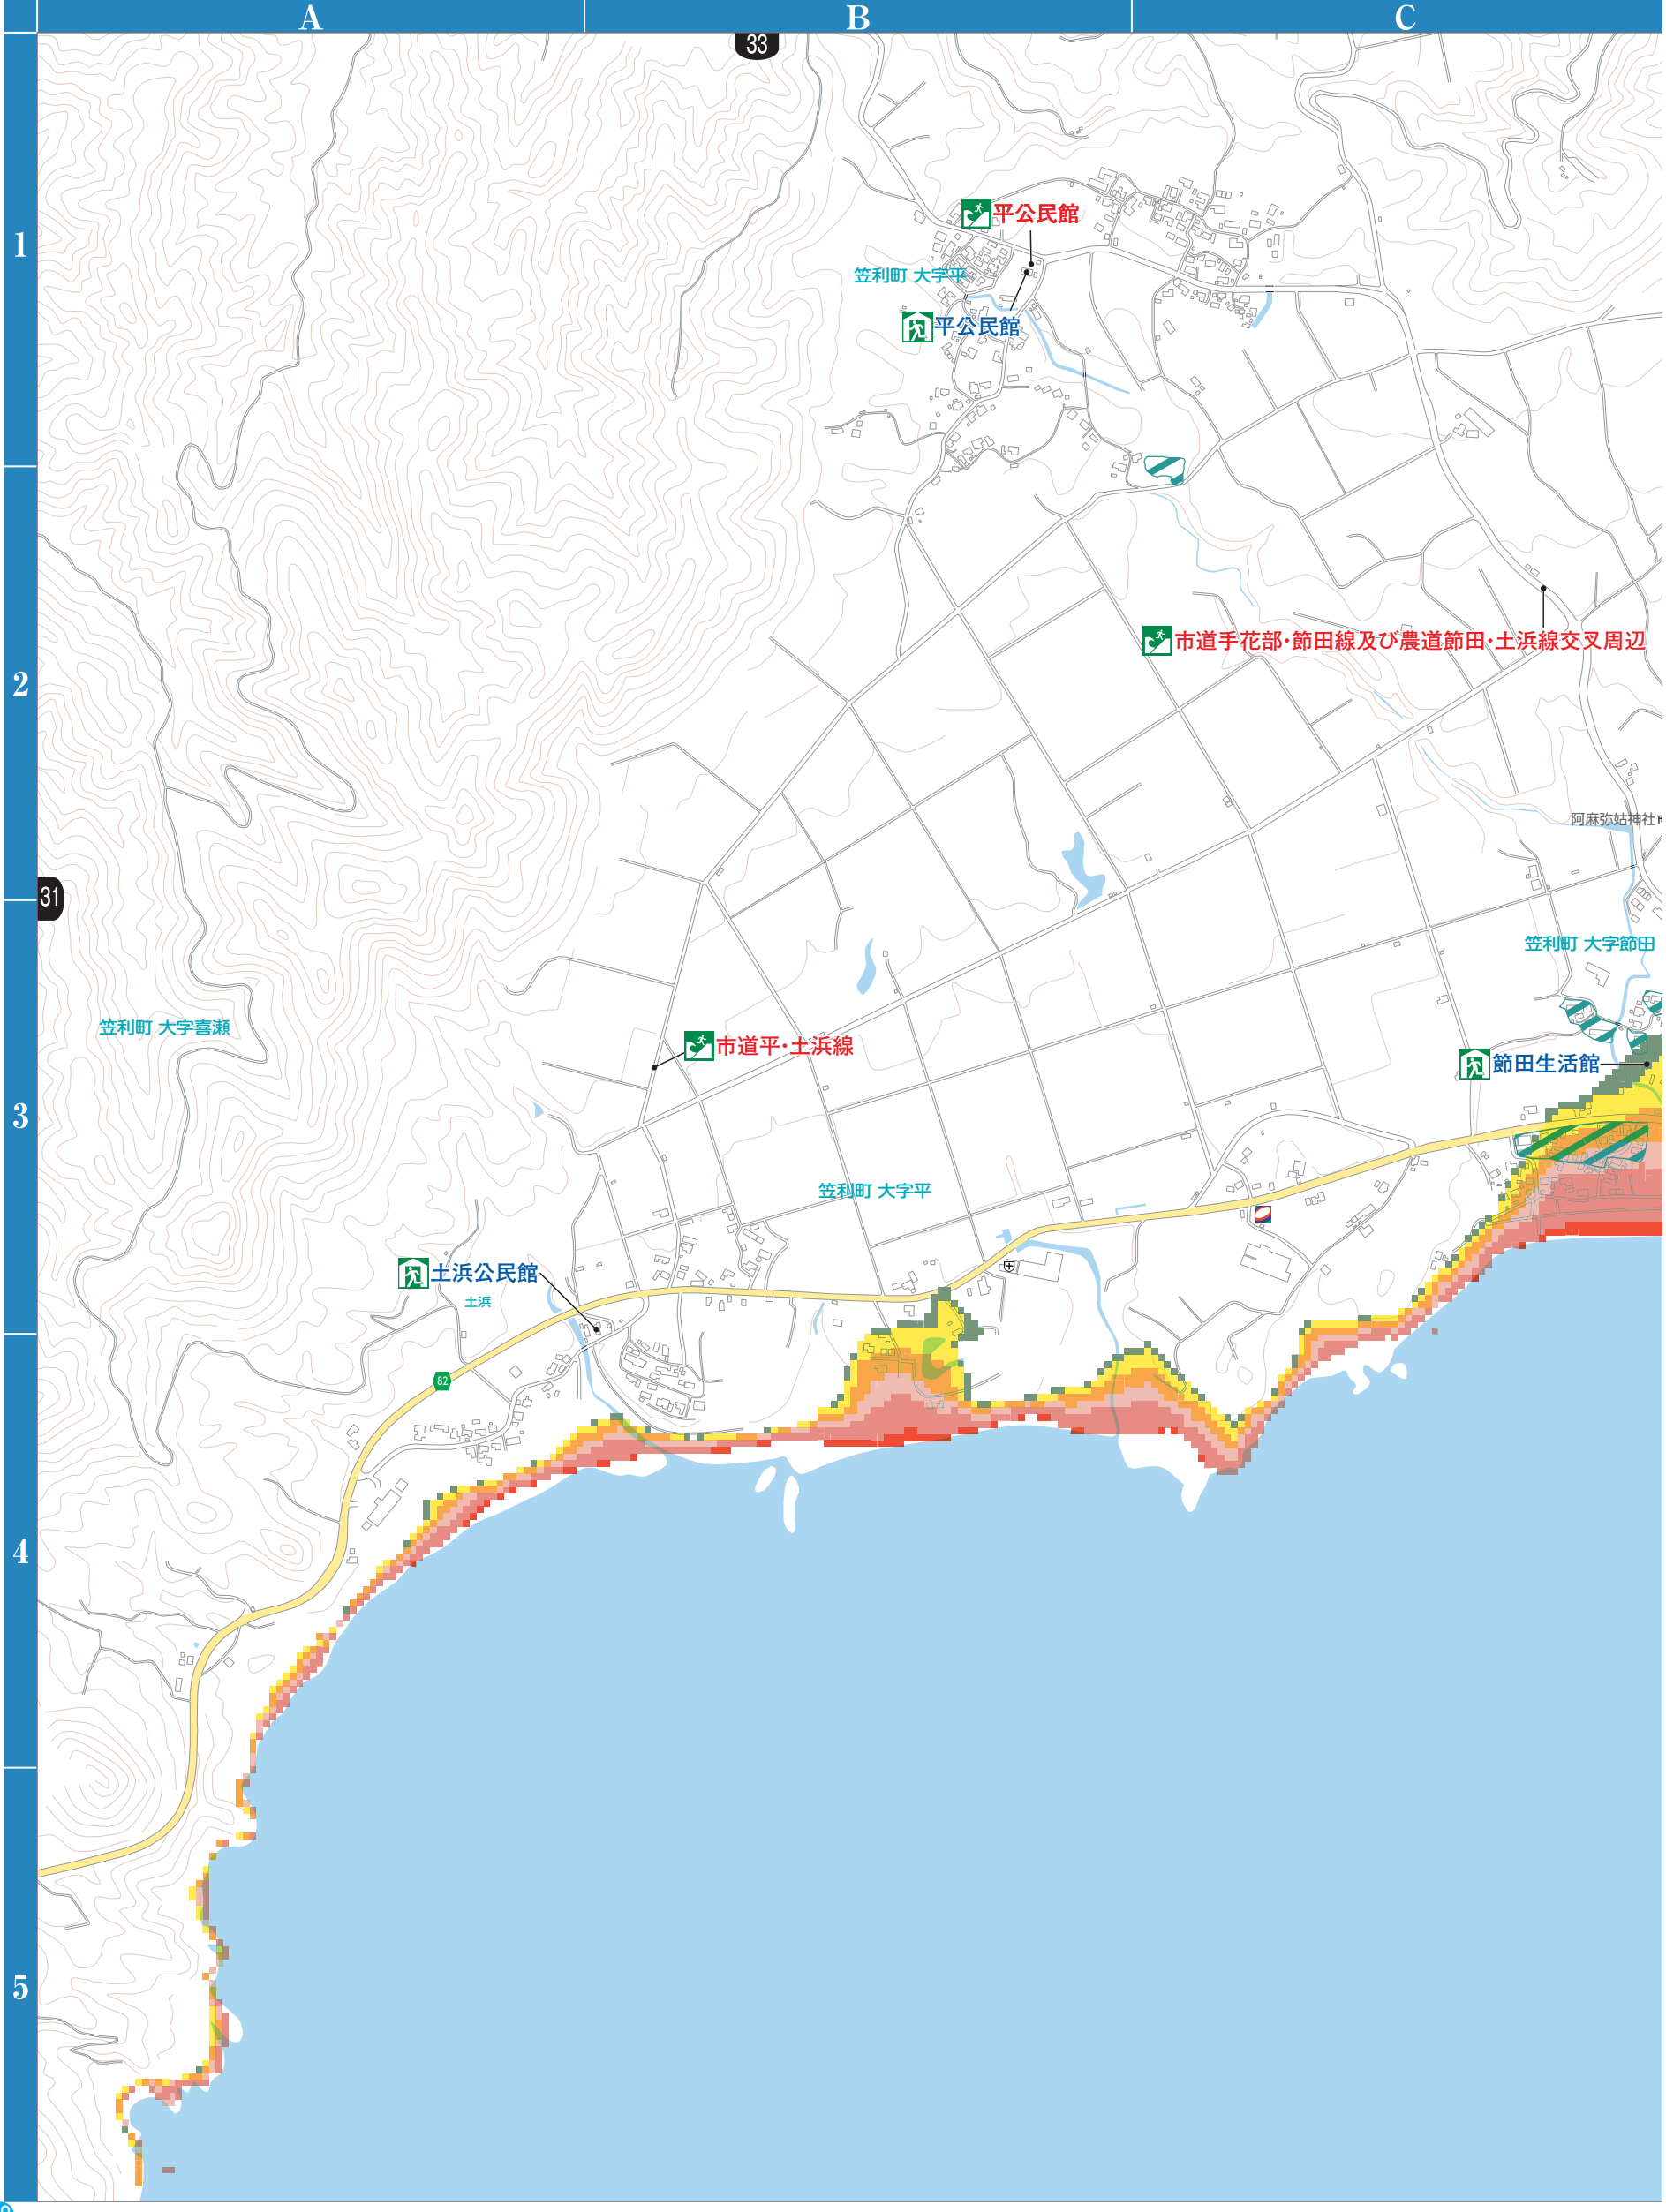 A
B
C
33
1
平公民館
笠利町 大字平
平公民館
市道手花部・節田線及び農道節田・土浜線交叉周辺
2
阿麻弥姑神社
31
笠利町 大字節田
笠利町 大字喜瀬
市道平・土浜線
節田生活館
3
笠利町 大字平
土浜公民館
土浜
82
4
5